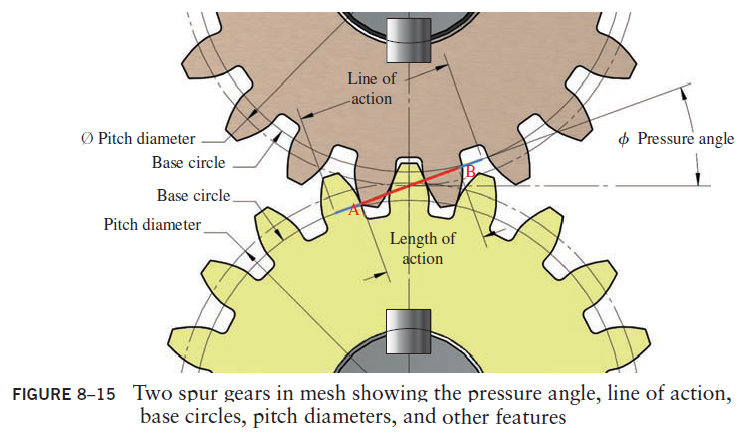 Line of
action
Ø Pitch diameter
Base circle
Base circle
Pitch diameter
ϕ Pressure angle
B
A
Length of
action
FIGURE 8–15 Two spur gears in mesh showing the pressure angle, line of action,
base circles, pitch diameters, and other features